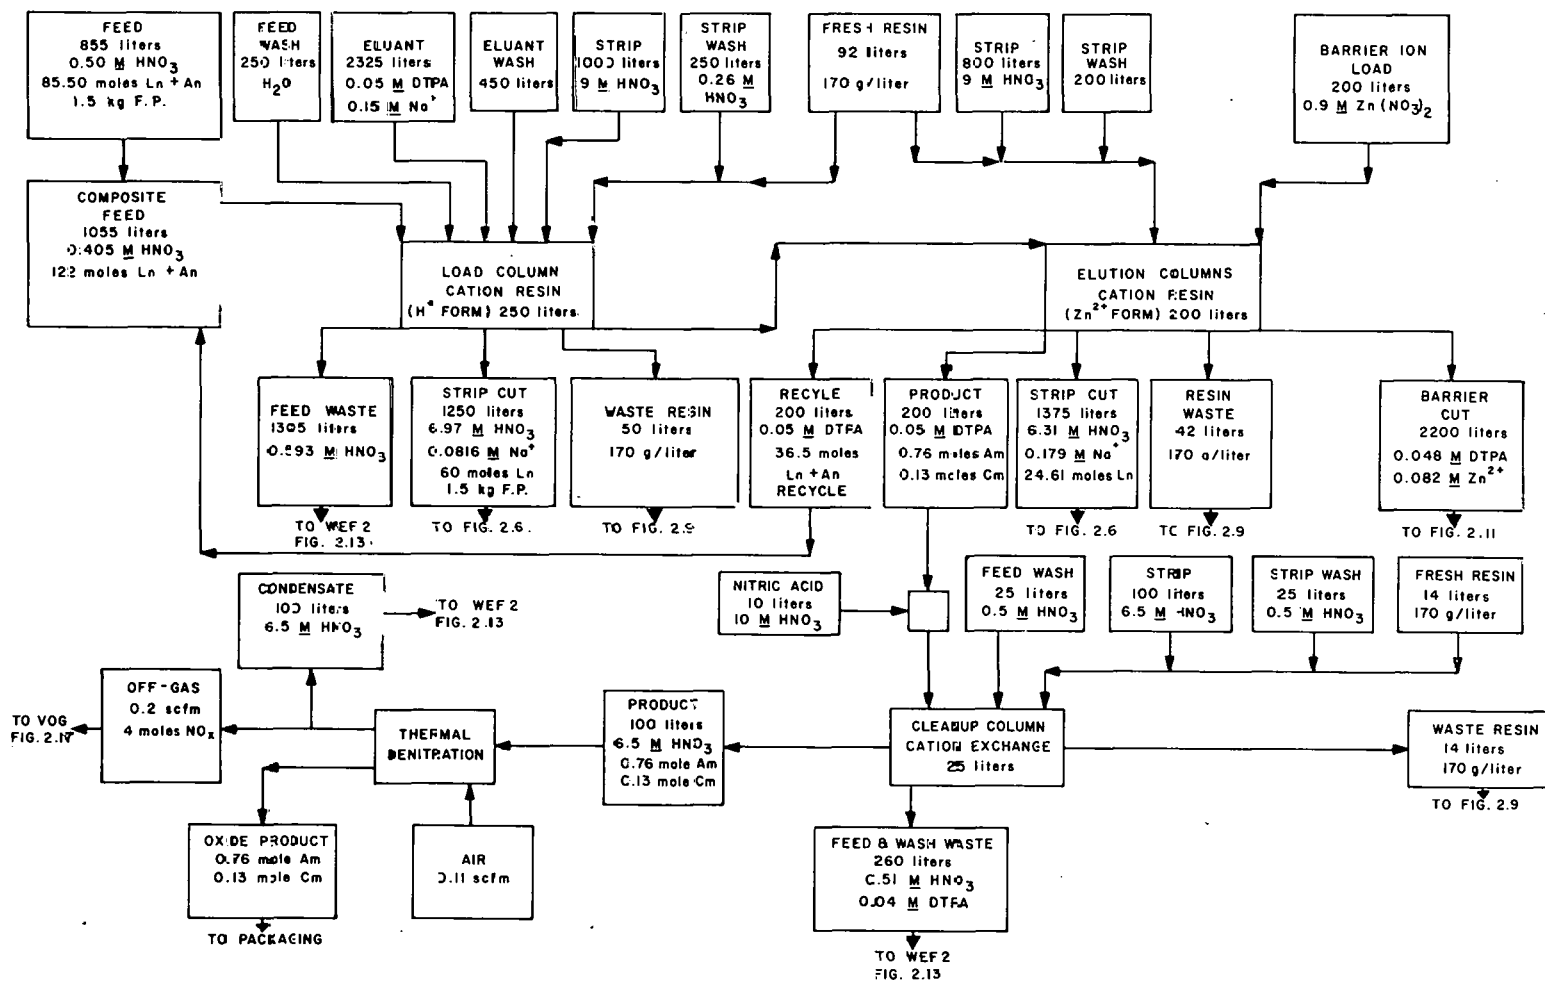 FEED
855 liters
0.50 M HNO3
85.50 moles Ln + An
1.5 kg F.P.
FEED
WASH
250 liters
H2O
ELUANT
2325 liters
0.05 M DTPA
0.15 M Na+
ELUANT
WASH
450 liters
STRIP
1000 liters
9 M HNO3
STRIP
WASH
250 liters
0.26 M
HNO3
FRESH RESIN
92 liters
170 g/liter
STRIP
800 liters
9 M HNO3
STRIP
WASH
200 liters
BARRIER ION
LOAD
200 liters
0.9 M Zn(NO3)2
COMPOSITE
FEED
1055 liters
0.405 M HNO3
122 moles Ln + An
LOAD COLUMN
CATION RESIN
(H+ FORM) 250 liters
ELUTION COLUMNS
CATION RESIN
(Zn2+ FORM) 200 liters
FEED WASTE
1305 liters
0.593 M HNO3
TO WEF 2
FIG. 2.13
STRIP CUT
1250 liters
6.97 M HNO3
0.0816 M Na+
60 moles Ln
1.5 kg F.P.
TO FIG. 2.6
WASTE RESIN
50 liters
170 g/liter
TO FIG. 2.9
RECYLE
200 liters
0.05 M DTPA
36.5 moles
Ln + An
RECYCLE
PRODUCT
200 liters
0.05 M DTPA
0.76 moles Am
0.13 moles Cm
STRIP CUT
1375 liters
6.31 M HNO3
0.179 M Na+
24.61 moles Ln
TO FIG. 2.6
RESIN
WASTE
42 liters
170 g/liter
TO FIG 2.9
BARRIER
CUT
2200 liters
0.048 M DTPA
0.082 M Zn2+
TO FIG. 2.11
CONDENSATE
100 liters
6.5 M HNO3
TO WEF 2
FIG. 2.13
NITRIC ACID
10 liters
10 M HNO3
FEED WASH
25 liters
0.5 M HNO3
STRIP
100 liters
6.5 M HNO3
STRIP WASH
25 liters
0.5 M HNO3
FRESH RESIN
14 liters
170 g/liter
TO VOG
FIG.
OFF-GAS
0.2 scfm
4 moles NOx
THERMAL
DENITRATION
PRODUCT
100 liters
6.5 M HNO3
0.76 mole Am
0.13 mole Cm
CLEANUP COLUMN
CATION EXCHANGE
25 liters
WASTE RESIN
14 liters
170 g/liter
TO FIG. 2.9
OXIDE PRODUCT
0.76 mole Am
0.13 mole Cm
TO PACKAGING
AIR
0.11 scfm
FEED & WASH WASTE
260 liters
0.51 M HNO3
0.04 M DTPA
TO WEF 2
FIG. 2.13